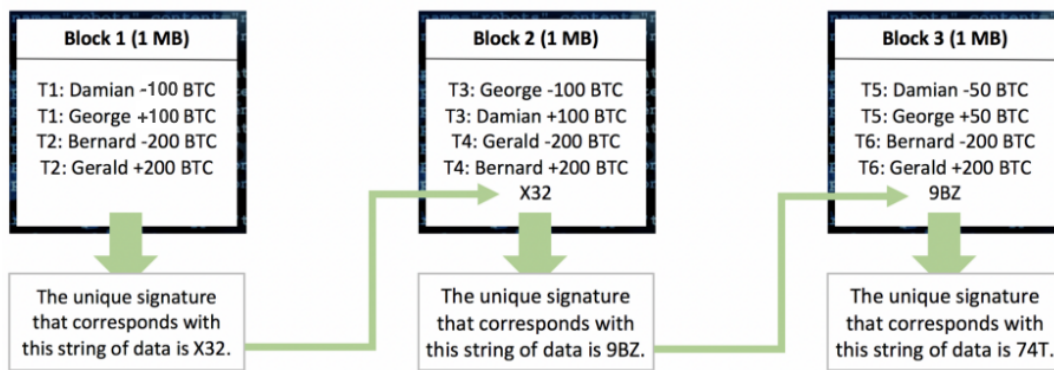 Block 1 (1 MB)
T1: Damian -100 BTC
T1: George +100 BTC
T2: Bernard -200 BTC
T2: Gerald +200 BTC
The unique signature
that corresponds with
this string of data is X32.
Block 2 (1 MB)
T3: George -100 BTC
T3: Damian +100 BTC
T4: Gerald -200 BTC
T4: Bernard +200 BTC
X32
The unique signature
that corresponds with
this string of data is 9BZ.
Block 3 (1 MB)
T5: Damian -50 BTC
T5: George +50 BTC
T6: Bernard -200 BTC
T6: Gerald +200 BTC
9BZ
The unique signature
that corresponds with
this string of data is 74T.